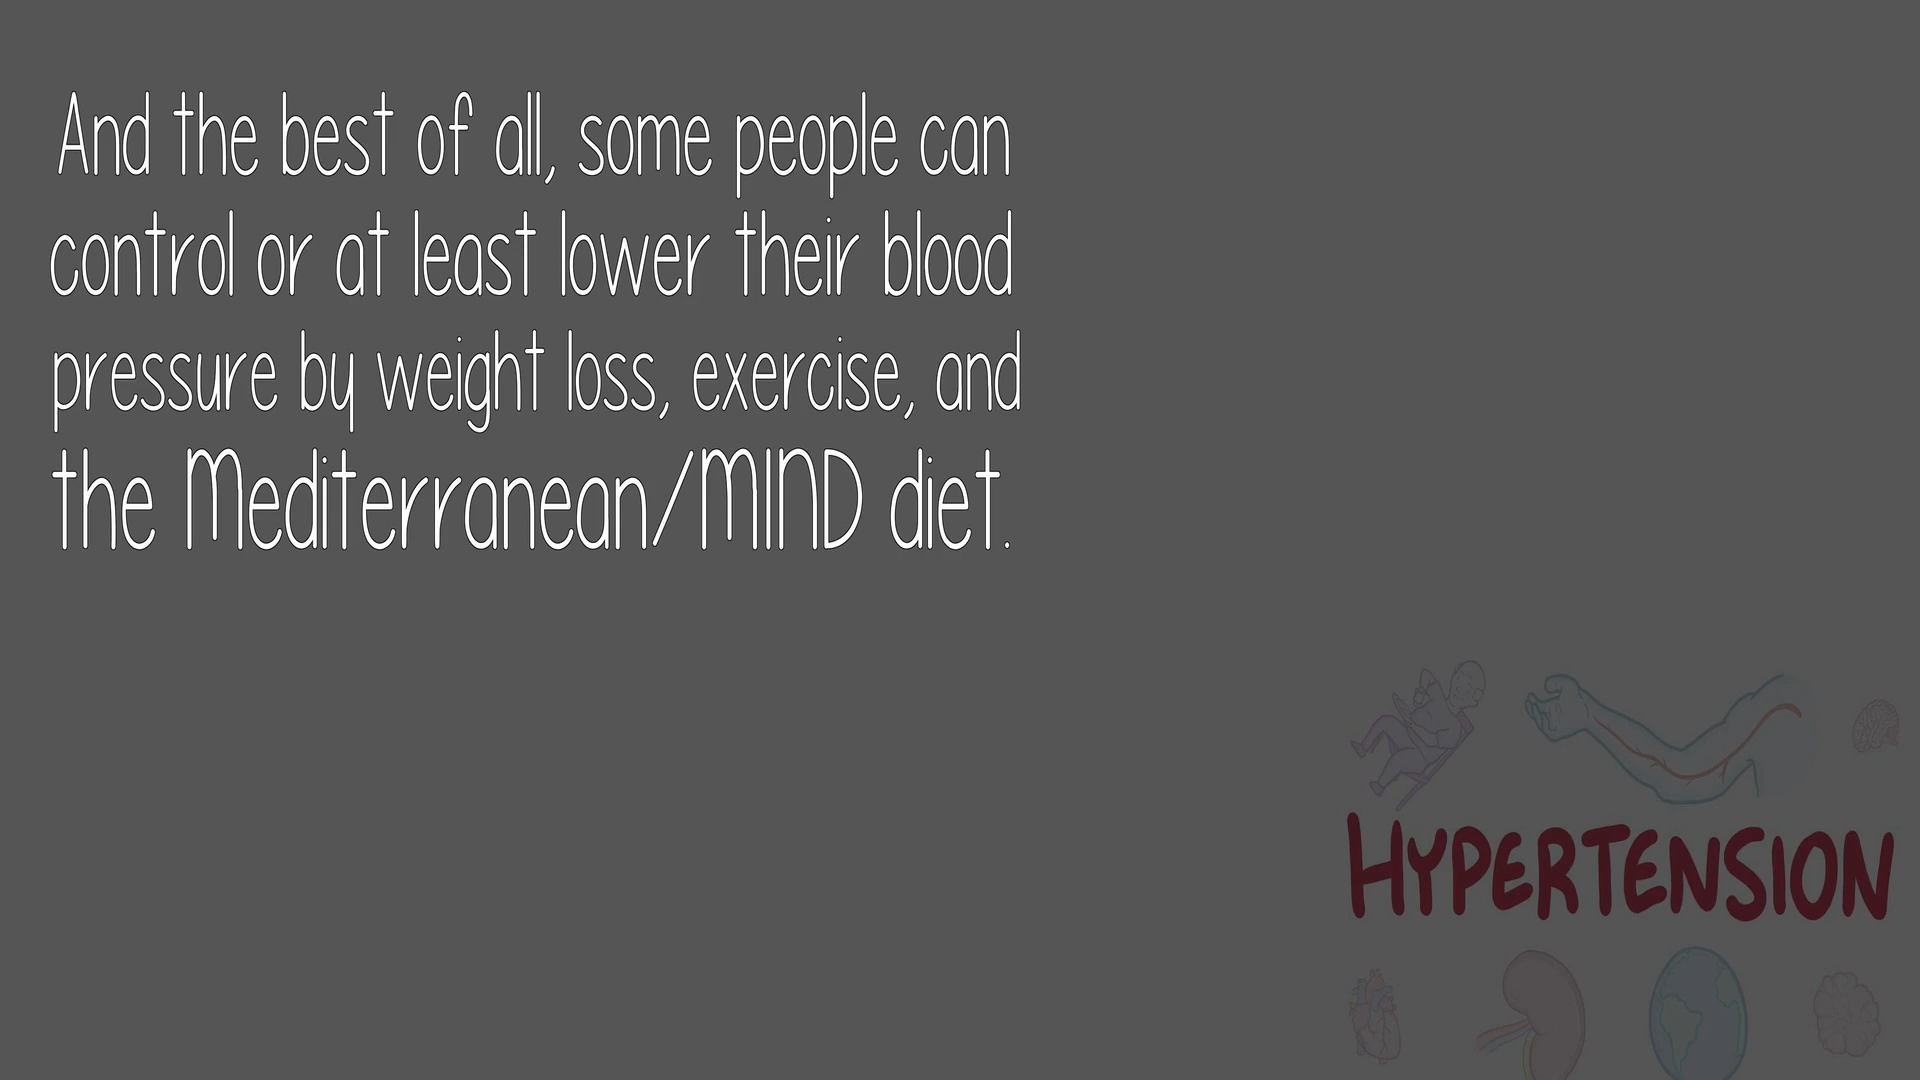 And the best of all, some people can
control or at least lower their blood
pressure by weight loss, exercise, and
the Mediterranean/MIND diet.
HYPERTENSION